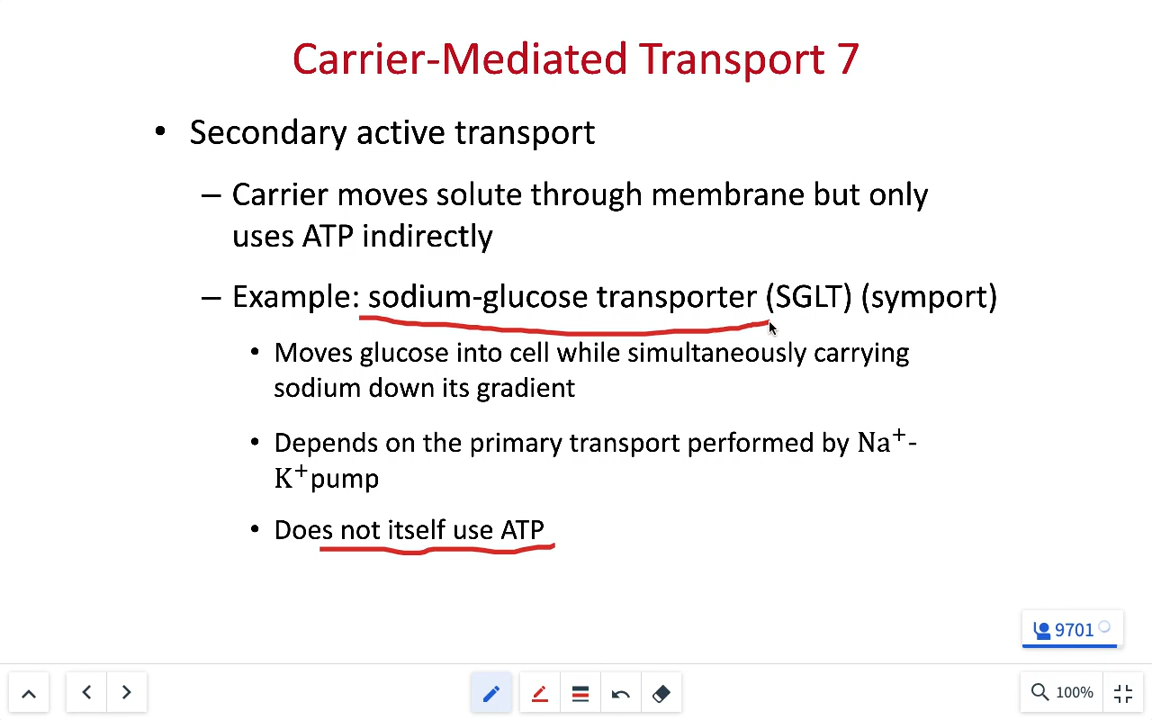 Carrier-Mediated Transport 7
• Secondary active transport
– Carrier moves solute through membrane but only
uses ATP indirectly
– Example: sodium-glucose transporter (SGLT) (symport)
• Moves glucose into cell while simultaneously carrying
sodium down its gradient
• Depends on the primary transport performed by Na⁺-
K⁺pump
• Does not itself use ATP
9701
100%